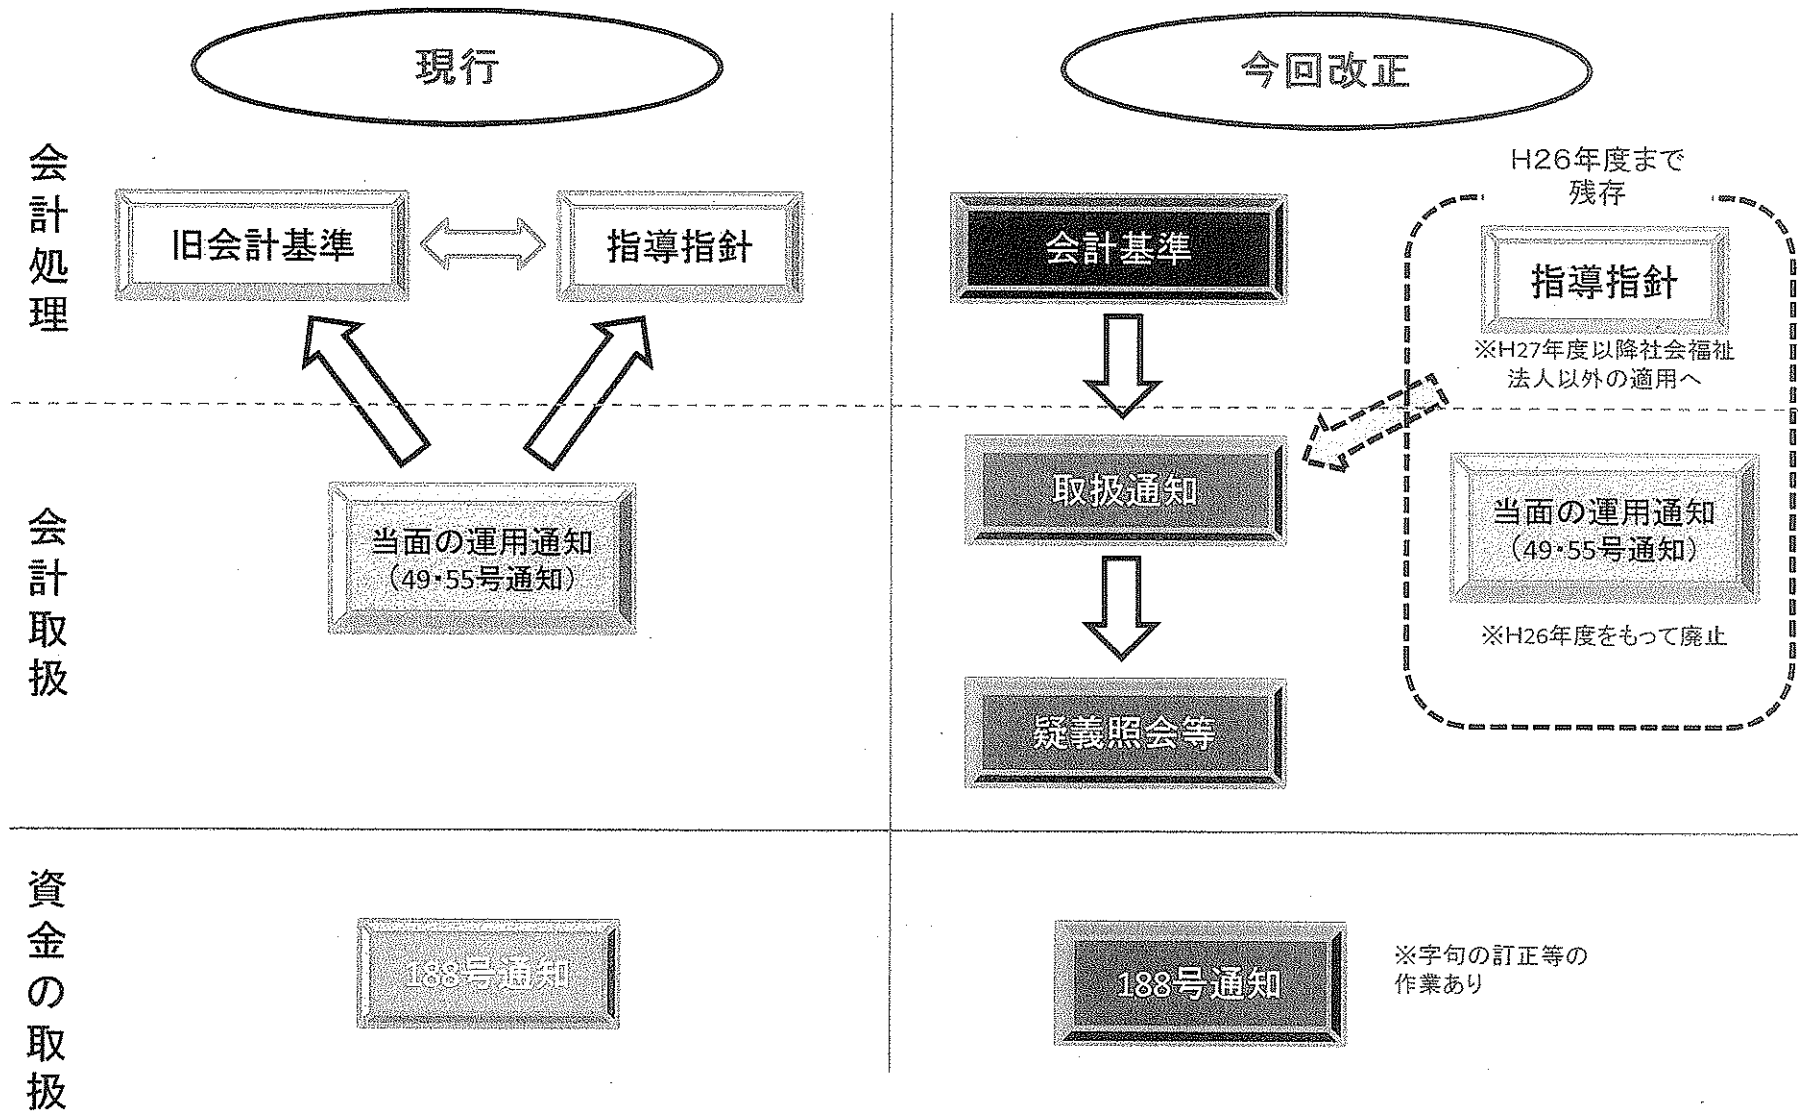 現行
今回改正
会計処理
旧会計基準
指導指針
会計基準
H26年度まで
残存
指導指針
※H27年度以降社会福祉
法人以外の適用へ
会計取扱
当面の運用通知
（49・55号通知）
取扱通知
疑義照会等
当面の運用通知
（49・55号通知）
※H26年度をもって廃止
資金の取扱
188号通知
188号通知
※字句の訂正等の
作業あり